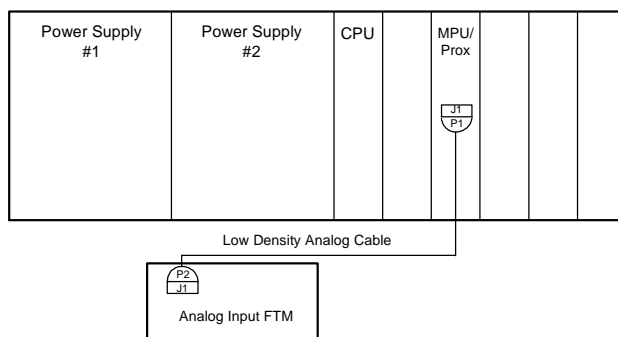 Power Supply
#1
Power Supply
#2
CPU
MPU/
Prox
J1
P1
Low Density Analog Cable
P2
J1
Analog Input FTM